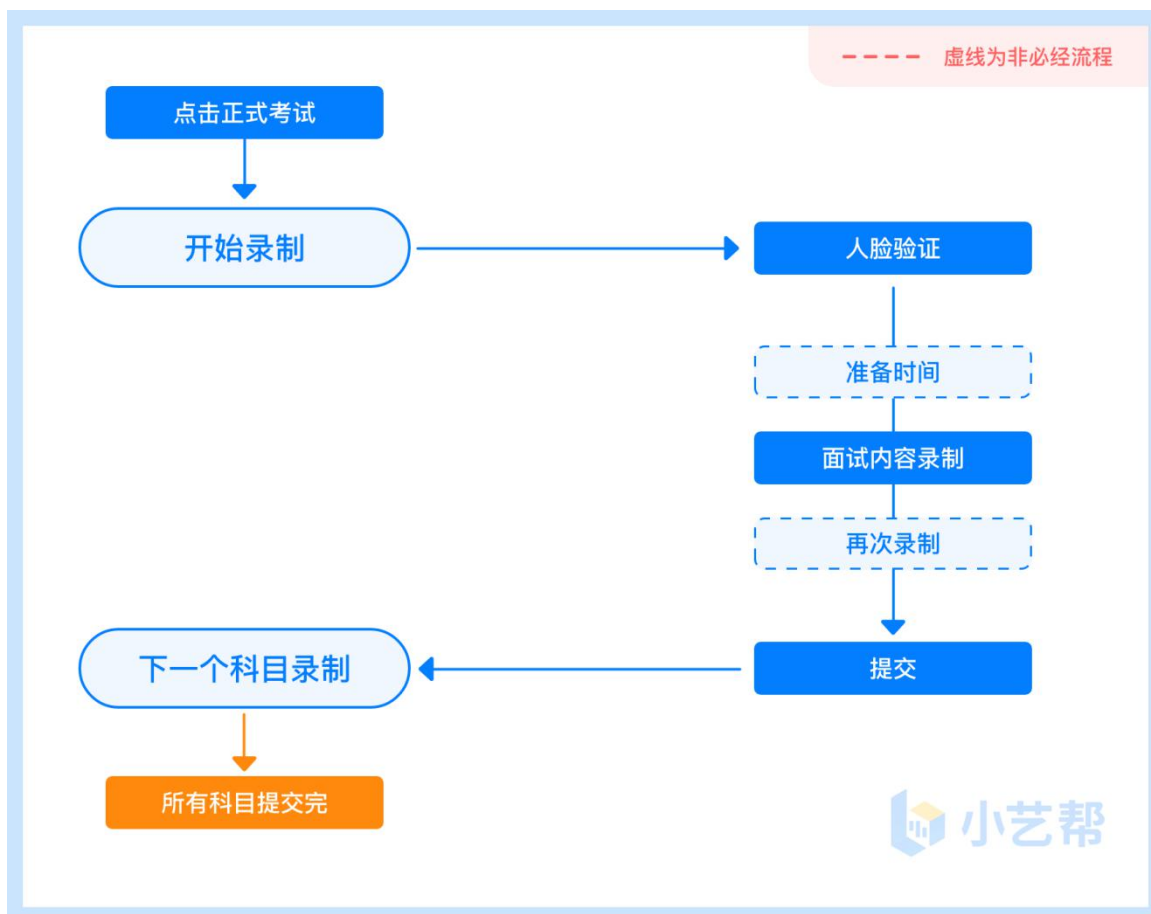 虚线为非必经流程
点击正式考试
开始录制
人脸验证
准备时间
面试内容录制
再次录制
提交
下一个科目录制
所有科目提交完
小艺帮